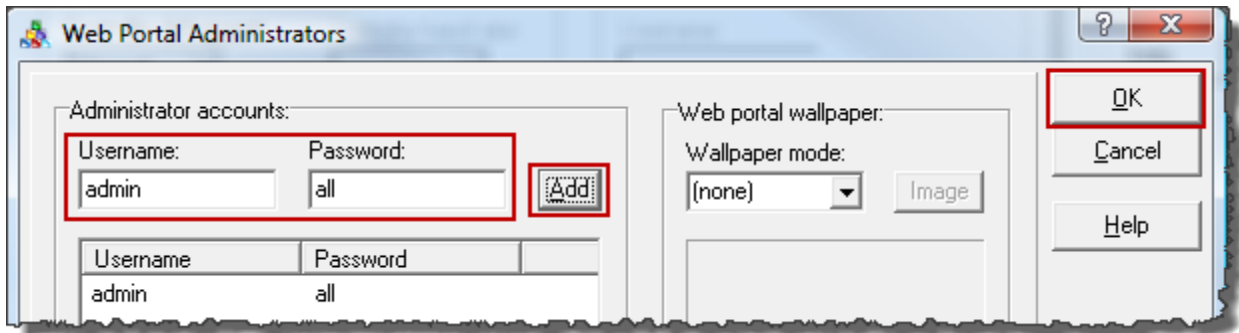 Web Portal Administrators
?
X
Administrator accounts:
Username: Password:
admin all Add
Username Password
admin all
Web portal wallpaper:
Wallpaper mode:
(none) Image
OK
Cancel
Help